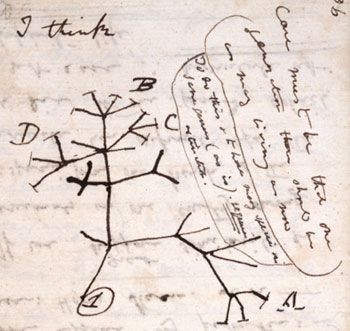 36
I think
Case must be that one
generation then should be
as many living as now
To do this & to have many species in
same genus (as is) requires
extinction.
B
C
D
A
1